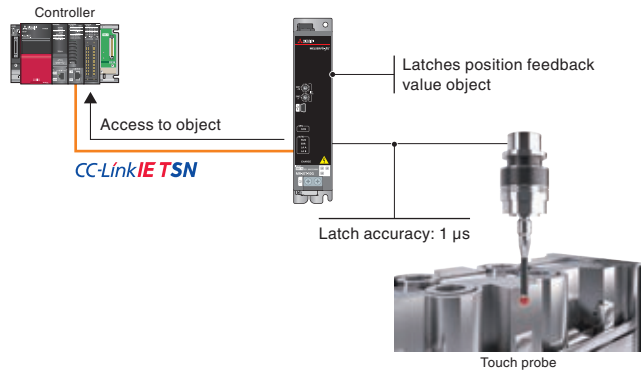 Controller
Latches position feedback
value object
Access to object
CC-Link IE TSN
Latch accuracy: 1 μs
Touch probe